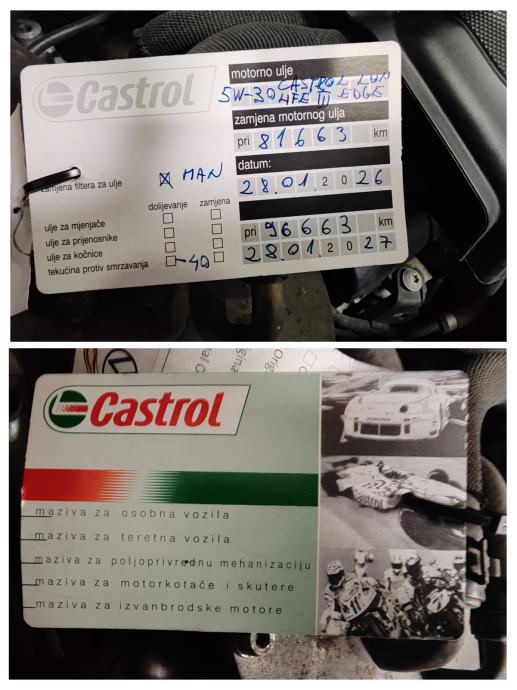 Castrol
motorno ulje
5W-30 CASTROL LON
LIFE III EDGE
zamjena motornog ulja
pri 81663 km
datum:
28.01.2026
zamjena filtera za ulje
MAN
dolijevanje zamjena
ulje za mjenjače
ulje za prijenosnike
ulje za kočnice
tekućina protiv smrzavanja
-40
pri 96663 km
28.01.2027
Castrol
maziva za osobna vozila
maziva za teretna vozila
maziva za poljoprivrednu mehanizaciju
maziva za motorkotače i skutere
maziva za izvanbrodske motore